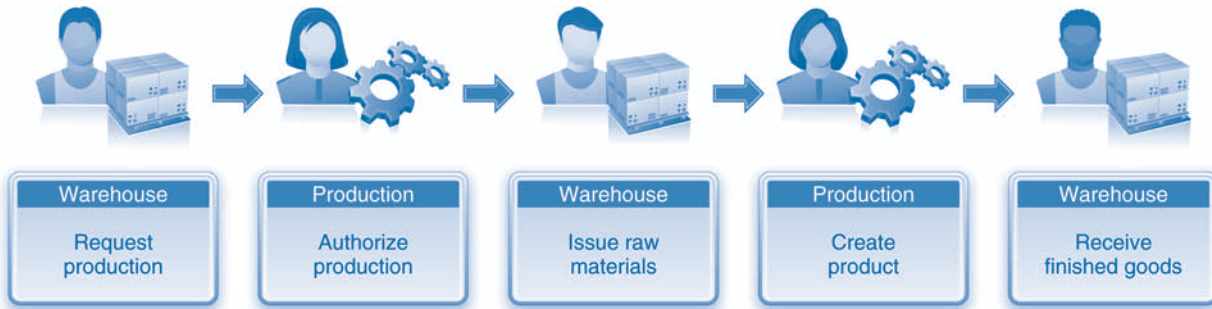 Warehouse
Request
production
Production
Authorize
production
Warehouse
Issue raw
materials
Production
Create
product
Warehouse
Receive
finished goods